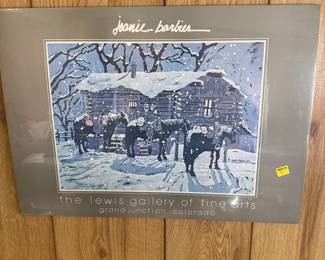 jeanie barbier
the lewis gallery of fine arts
grand junction, colorado